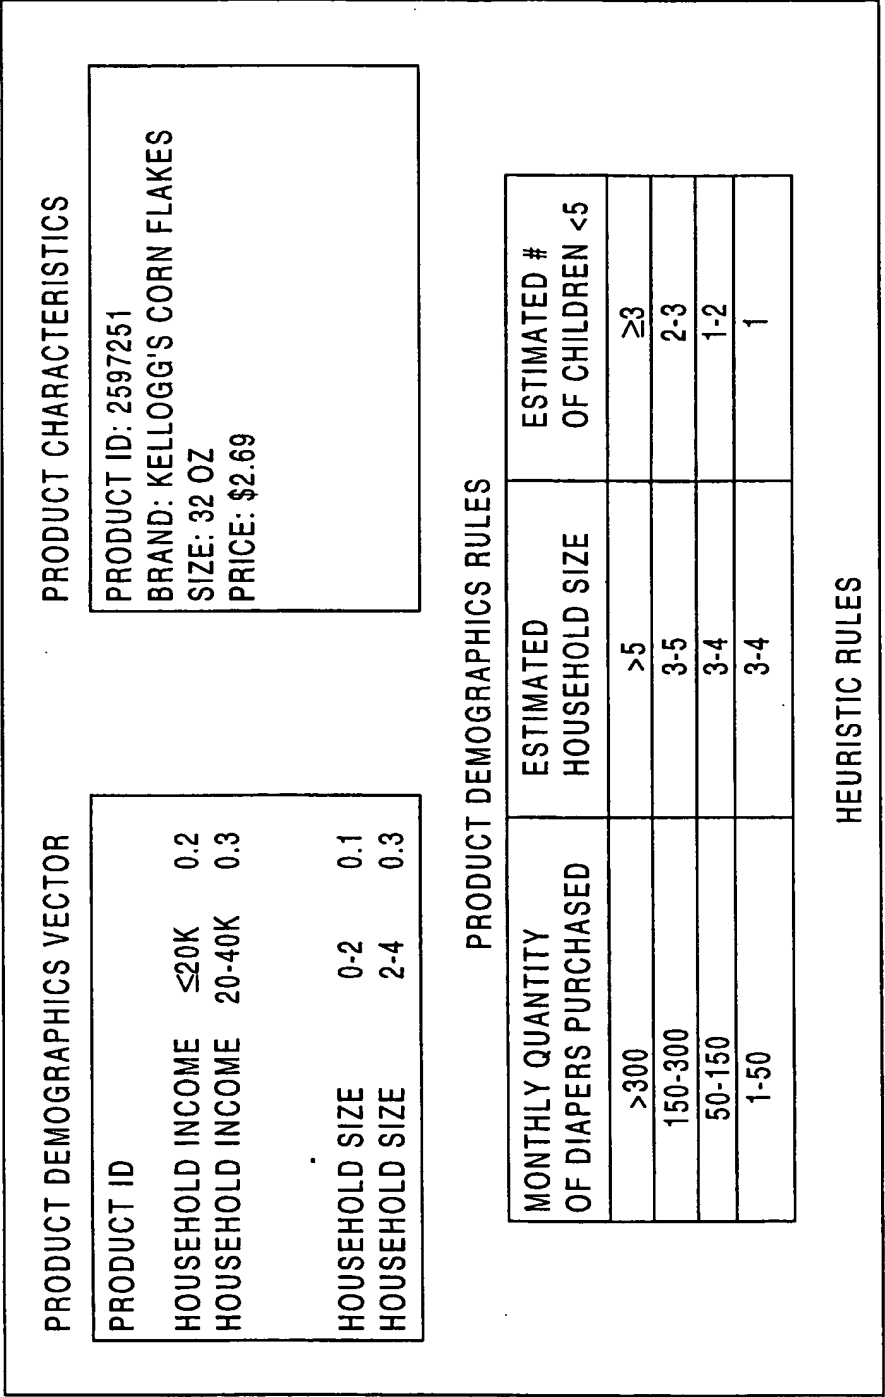 PRODUCT DEMOGRAPHICS VECTOR
PRODUCT ID
HOUSEHOLD INCOME ≤20K 0.2
HOUSEHOLD INCOME 20-40K 0.3
HOUSEHOLD SIZE 0-2 0.1
HOUSEHOLD SIZE 2-4 0.3
PRODUCT CHARACTERISTICS
PRODUCT ID: 2597251
BRAND: KELLOGG'S CORN FLAKES
SIZE: 32 OZ
PRICE: $2.69
PRODUCT DEMOGRAPHICS RULES
MONTHLY QUANTITY
OF DIAPERS PURCHASED
ESTIMATED
HOUSEHOLD SIZE
ESTIMATED #
OF CHILDREN <5
>300 >5 ≥3
150-300 3-5 2-3
50-150 3-4 1-2
1-50 3-4 1
HEURISTIC RULES